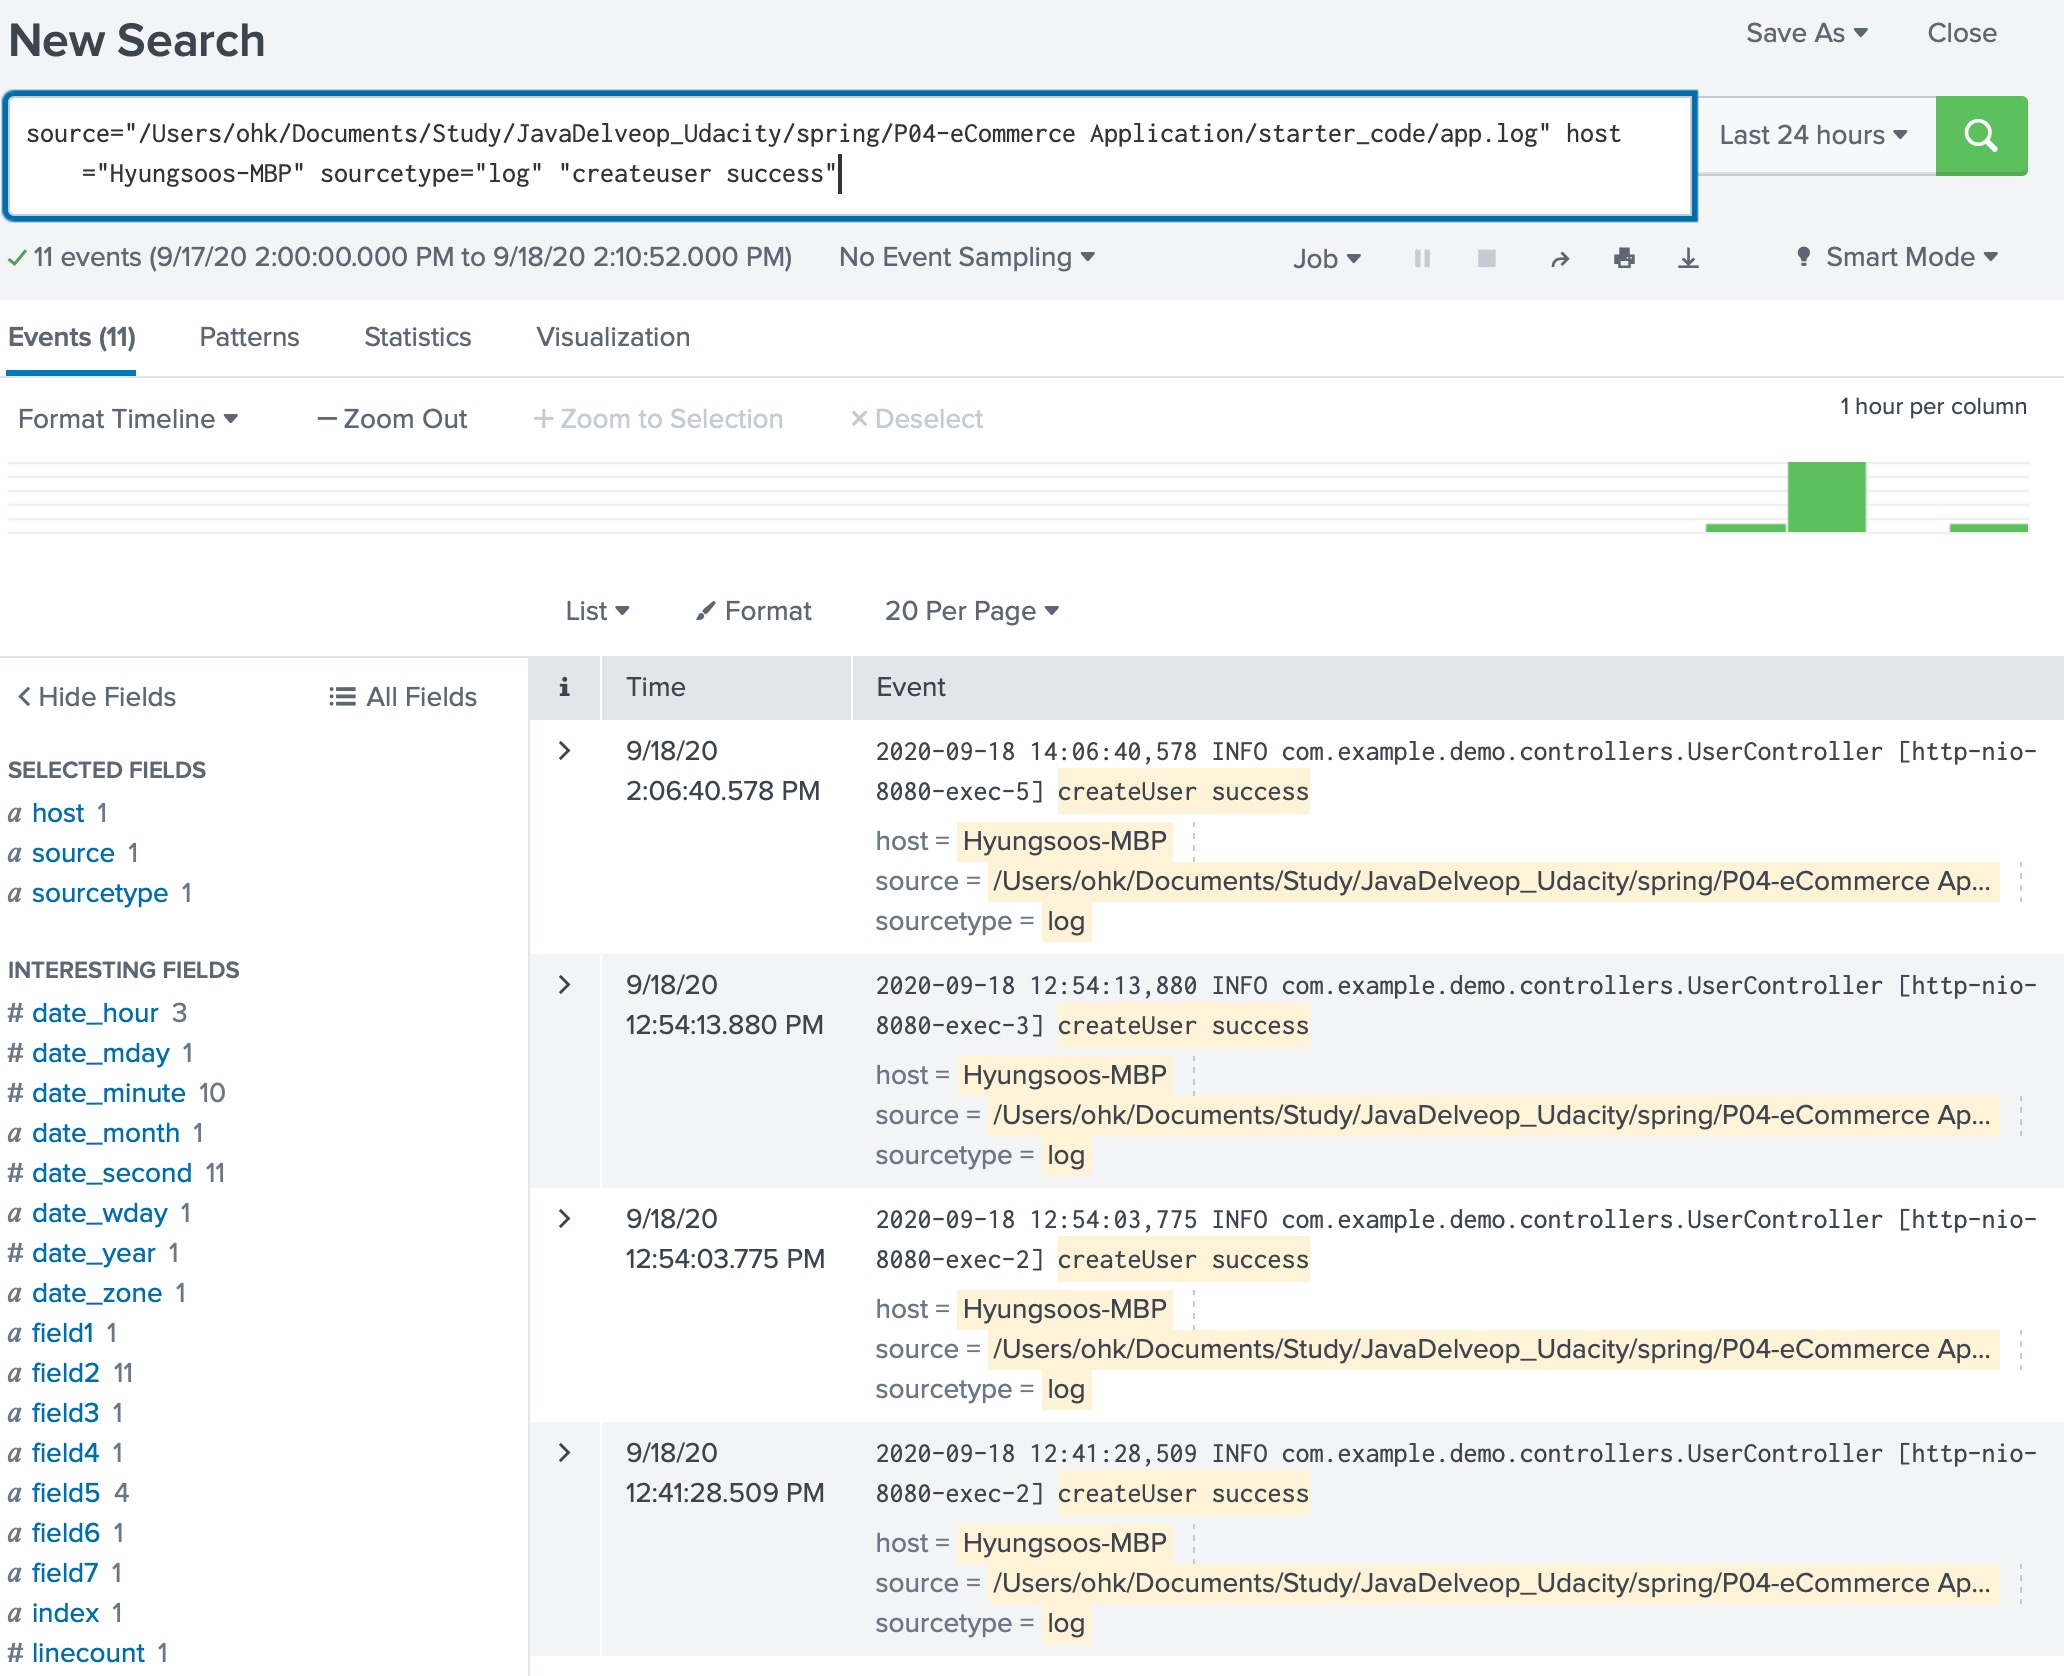 New Search
Save As
Close
source="/Users/ohk/Documents/Study/JavaDelveop_Udacity/spring/P04-eCommerce Application/starter_code/app.log" host
="Hyungsoos-MBP" sourcetype="log" "createuser success"
Last 24 hours
11 events (9/17/20 2:00:00.000 PM to 9/18/20 2:10:52.000 PM)
No Event Sampling
Job
Smart Mode
Events (11)
Patterns
Statistics
Visualization
Format Timeline
— Zoom Out
+ Zoom to Selection
× Deselect
1 hour per column
List
Format
20 Per Page
< Hide Fields
All Fields
i
Time
Event
SELECTED FIELDS
a host 1
a source 1
a sourcetype 1
INTERESTING FIELDS
# date_hour 3
# date_mday 1
# date_minute 10
a date_month 1
# date_second 11
a date_wday 1
# date_year 1
a date_zone 1
a field1 1
a field2 11
a field3 1
a field4 1
a field5 4
a field6 1
a field7 1
a index 1
# linecount 1
9/18/20
2:06:40.578 PM
2020-09-18 14:06:40,578 INFO com.example.demo.controllers.UserController [http-nio-
8080-exec-5] createUser success
host = Hyungsoos-MBP
source = /Users/ohk/Documents/Study/JavaDelveop_Udacity/spring/P04-eCommerce Ap...
sourcetype = log
9/18/20
12:54:13.880 PM
2020-09-18 12:54:13,880 INFO com.example.demo.controllers.UserController [http-nio-
8080-exec-3] createUser success
host = Hyungsoos-MBP
source = /Users/ohk/Documents/Study/JavaDelveop_Udacity/spring/P04-eCommerce Ap...
sourcetype = log
9/18/20
12:54:03.775 PM
2020-09-18 12:54:03,775 INFO com.example.demo.controllers.UserController [http-nio-
8080-exec-2] createUser success
host = Hyungsoos-MBP
source = /Users/ohk/Documents/Study/JavaDelveop_Udacity/spring/P04-eCommerce Ap...
sourcetype = log
9/18/20
12:41:28.509 PM
2020-09-18 12:41:28,509 INFO com.example.demo.controllers.UserController [http-nio-
8080-exec-2] createUser success
host = Hyungsoos-MBP
source = /Users/ohk/Documents/Study/JavaDelveop_Udacity/spring/P04-eCommerce Ap...
sourcetype = log